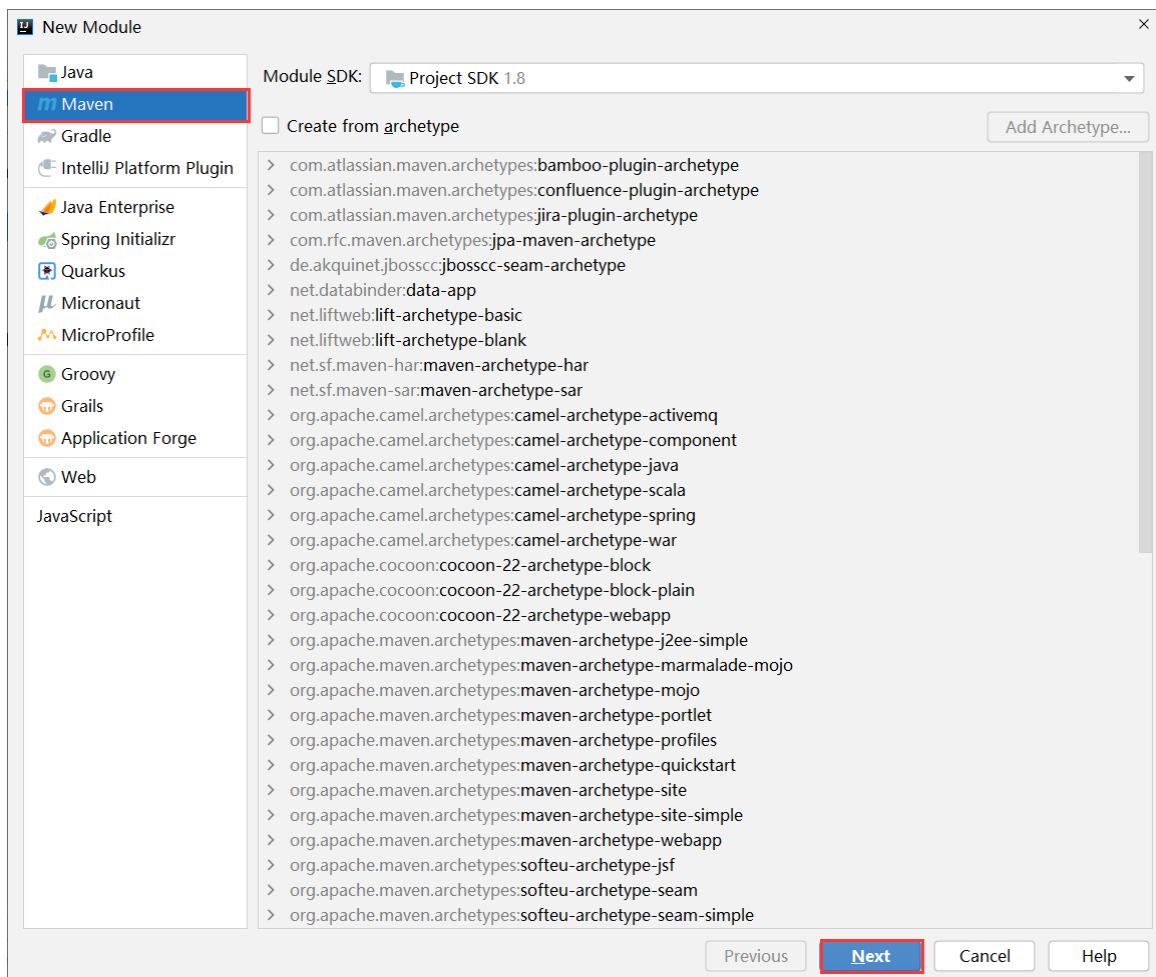 New Module
Java
Maven
Gradle
IntelliJ Platform Plugin
Java Enterprise
Spring Initializr
Quarkus
Micronaut
MicroProfile
Groovy
Grails
Application Forge
Web
JavaScript
Module SDK: Project SDK 1.8
Create from archetype
Add Archetype...
com.atlassian.maven.archetypes:bamboo-plugin-archetype
com.atlassian.maven.archetypes:confluence-plugin-archetype
com.atlassian.maven.archetypes:jira-plugin-archetype
com.rfc.maven.archetypes:jpa-maven-archetype
de.akquinet.jbosscc:jbosscc-seam-archetype
net.databinder:data-app
net.liftweb:lift-archetype-basic
net.liftweb:lift-archetype-blank
net.sf.maven-har:maven-archetype-har
net.sf.maven-sar:maven-archetype-sar
org.apache.camel.archetypes:camel-archetype-activemq
org.apache.camel.archetypes:camel-archetype-component
org.apache.camel.archetypes:camel-archetype-java
org.apache.camel.archetypes:camel-archetype-scala
org.apache.camel.archetypes:camel-archetype-spring
org.apache.camel.archetypes:camel-archetype-war
org.apache.cocoon:cocoon-22-archetype-block
org.apache.cocoon:cocoon-22-archetype-block-plain
org.apache.cocoon:cocoon-22-archetype-webapp
org.apache.maven.archetypes:maven-archetype-j2ee-simple
org.apache.maven.archetypes:maven-archetype-marmalade-mojo
org.apache.maven.archetypes:maven-archetype-mojo
org.apache.maven.archetypes:maven-archetype-portlet
org.apache.maven.archetypes:maven-archetype-profiles
org.apache.maven.archetypes:maven-archetype-quickstart
org.apache.maven.archetypes:maven-archetype-site
org.apache.maven.archetypes:maven-archetype-site-simple
org.apache.maven.archetypes:maven-archetype-webapp
org.apache.maven.archetypes:softeu-archetype-jsf
org.apache.maven.archetypes:softeu-archetype-seam
org.apache.maven.archetypes:softeu-archetype-seam-simple
Previous
Next
Cancel
Help